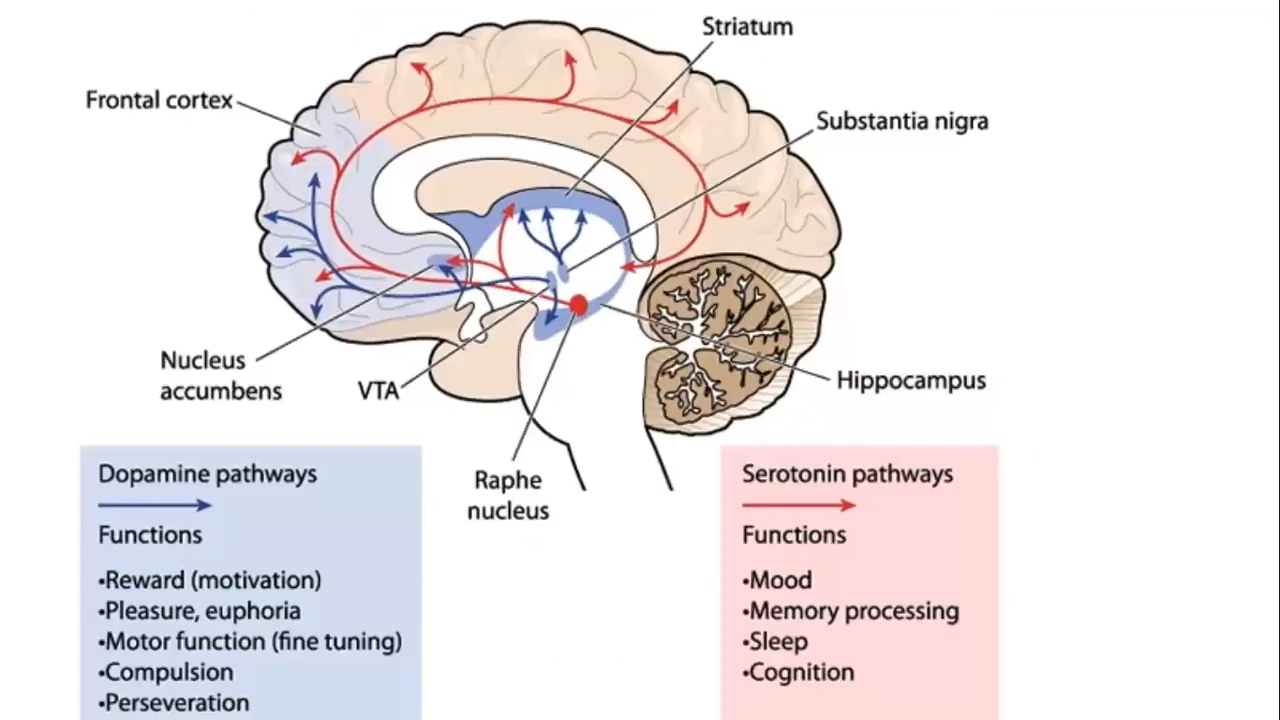 Striatum
Frontal cortex
Substantia nigra
Nucleus
accumbens
VTA
Hippocampus
Raphe
nucleus
Dopamine pathways
Functions
•Reward (motivation)
•Pleasure, euphoria
•Motor function (fine tuning)
•Compulsion
•Perseveration
Serotonin pathways
Functions
•Mood
•Memory processing
•Sleep
•Cognition